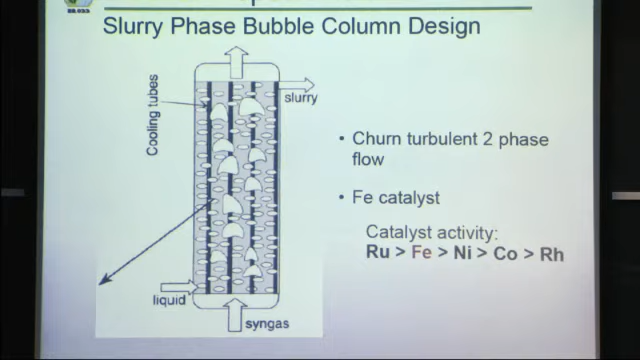 Slurry Phase Bubble Column Design
Cooling tubes
slurry
liquid
syngas
• Churn turbulent 2 phase
flow
• Fe catalyst
Catalyst activity:
Ru > Fe > Ni > Co > Rh